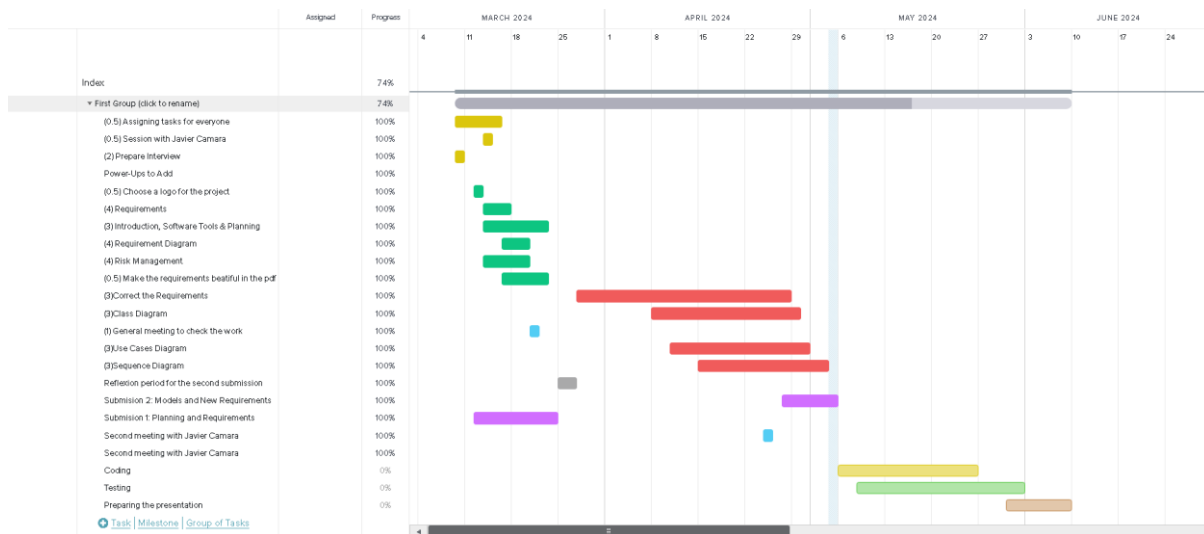 Assigned Progress MARCH 2024 APRIL 2024 MAY 2024 JUNE 2024
4 11 18 25 1 8 15 22 29 6 13 20 27 3 10 17 24
Index 74%
First Group (click to rename) 74%
(0.5) Assigning tasks for everyone 100%
(0.5) Session with Javier Camara 100%
(2) Prepare Interview 100%
Power-Ups to Add 100%
(0.5) Choose a logo for the project 100%
(4) Requirements 100%
(3) Introduction, Software Tools & Planning 100%
(4) Requirement Diagram 100%
(4) Risk Management 100%
(0.5) Make the requirements beatiful in the pdf 100%
(3)Correct the Requirements 100%
(3)Class Diagram 100%
(1) General meeting to check the work 100%
(3)Use Cases Diagram 100%
(3)Sequence Diagram 100%
Reflexion period for the second submission 100%
Submision 2: Models and New Requirements 100%
Submision 1: Planning and Requirements 100%
Second meeting with Javier Camara 100%
Second meeting with Javier Camara 100%
Coding 0%
Testing 0%
Preparing the presentation 0%
Task | Milestone | Group of Tasks